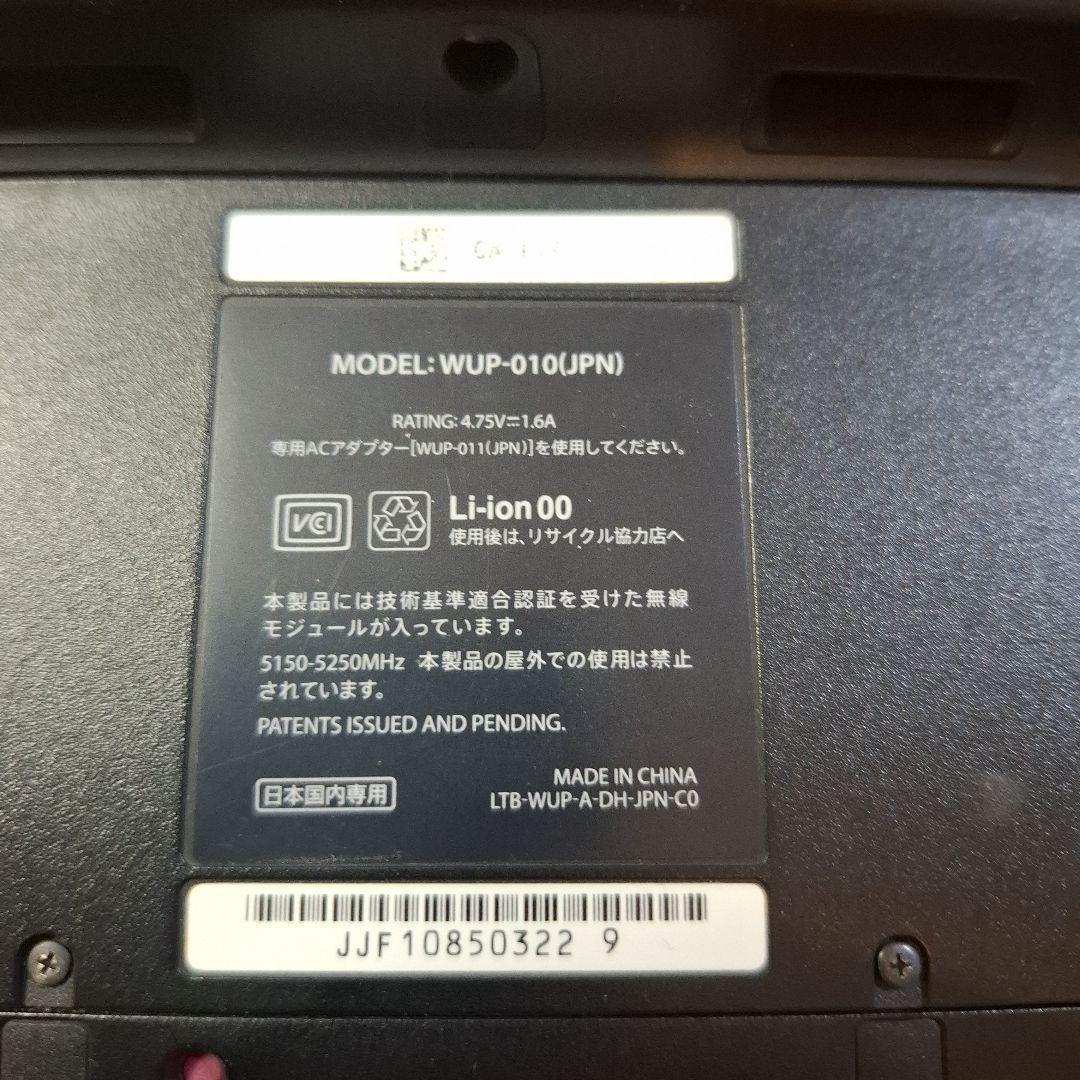 MODEL: WUP-010(JPN)
RATING: 4.75V⎓1.6A
専用ACアダプター[WUP-011(JPN)]を使用してください。
VCI
Li-ion 00
使用後は、リサイクル協力店へ
本製品には技術基準適合認証を受けた無線
モジュールが入っています。
5150-5250MHz 本製品の屋外での使用は禁止
されています。
PATENTS ISSUED AND PENDING.
日本国内専用
MADE IN CHINA
LTB-WUP-A-DH-JPN-C0
JJF10850322 9